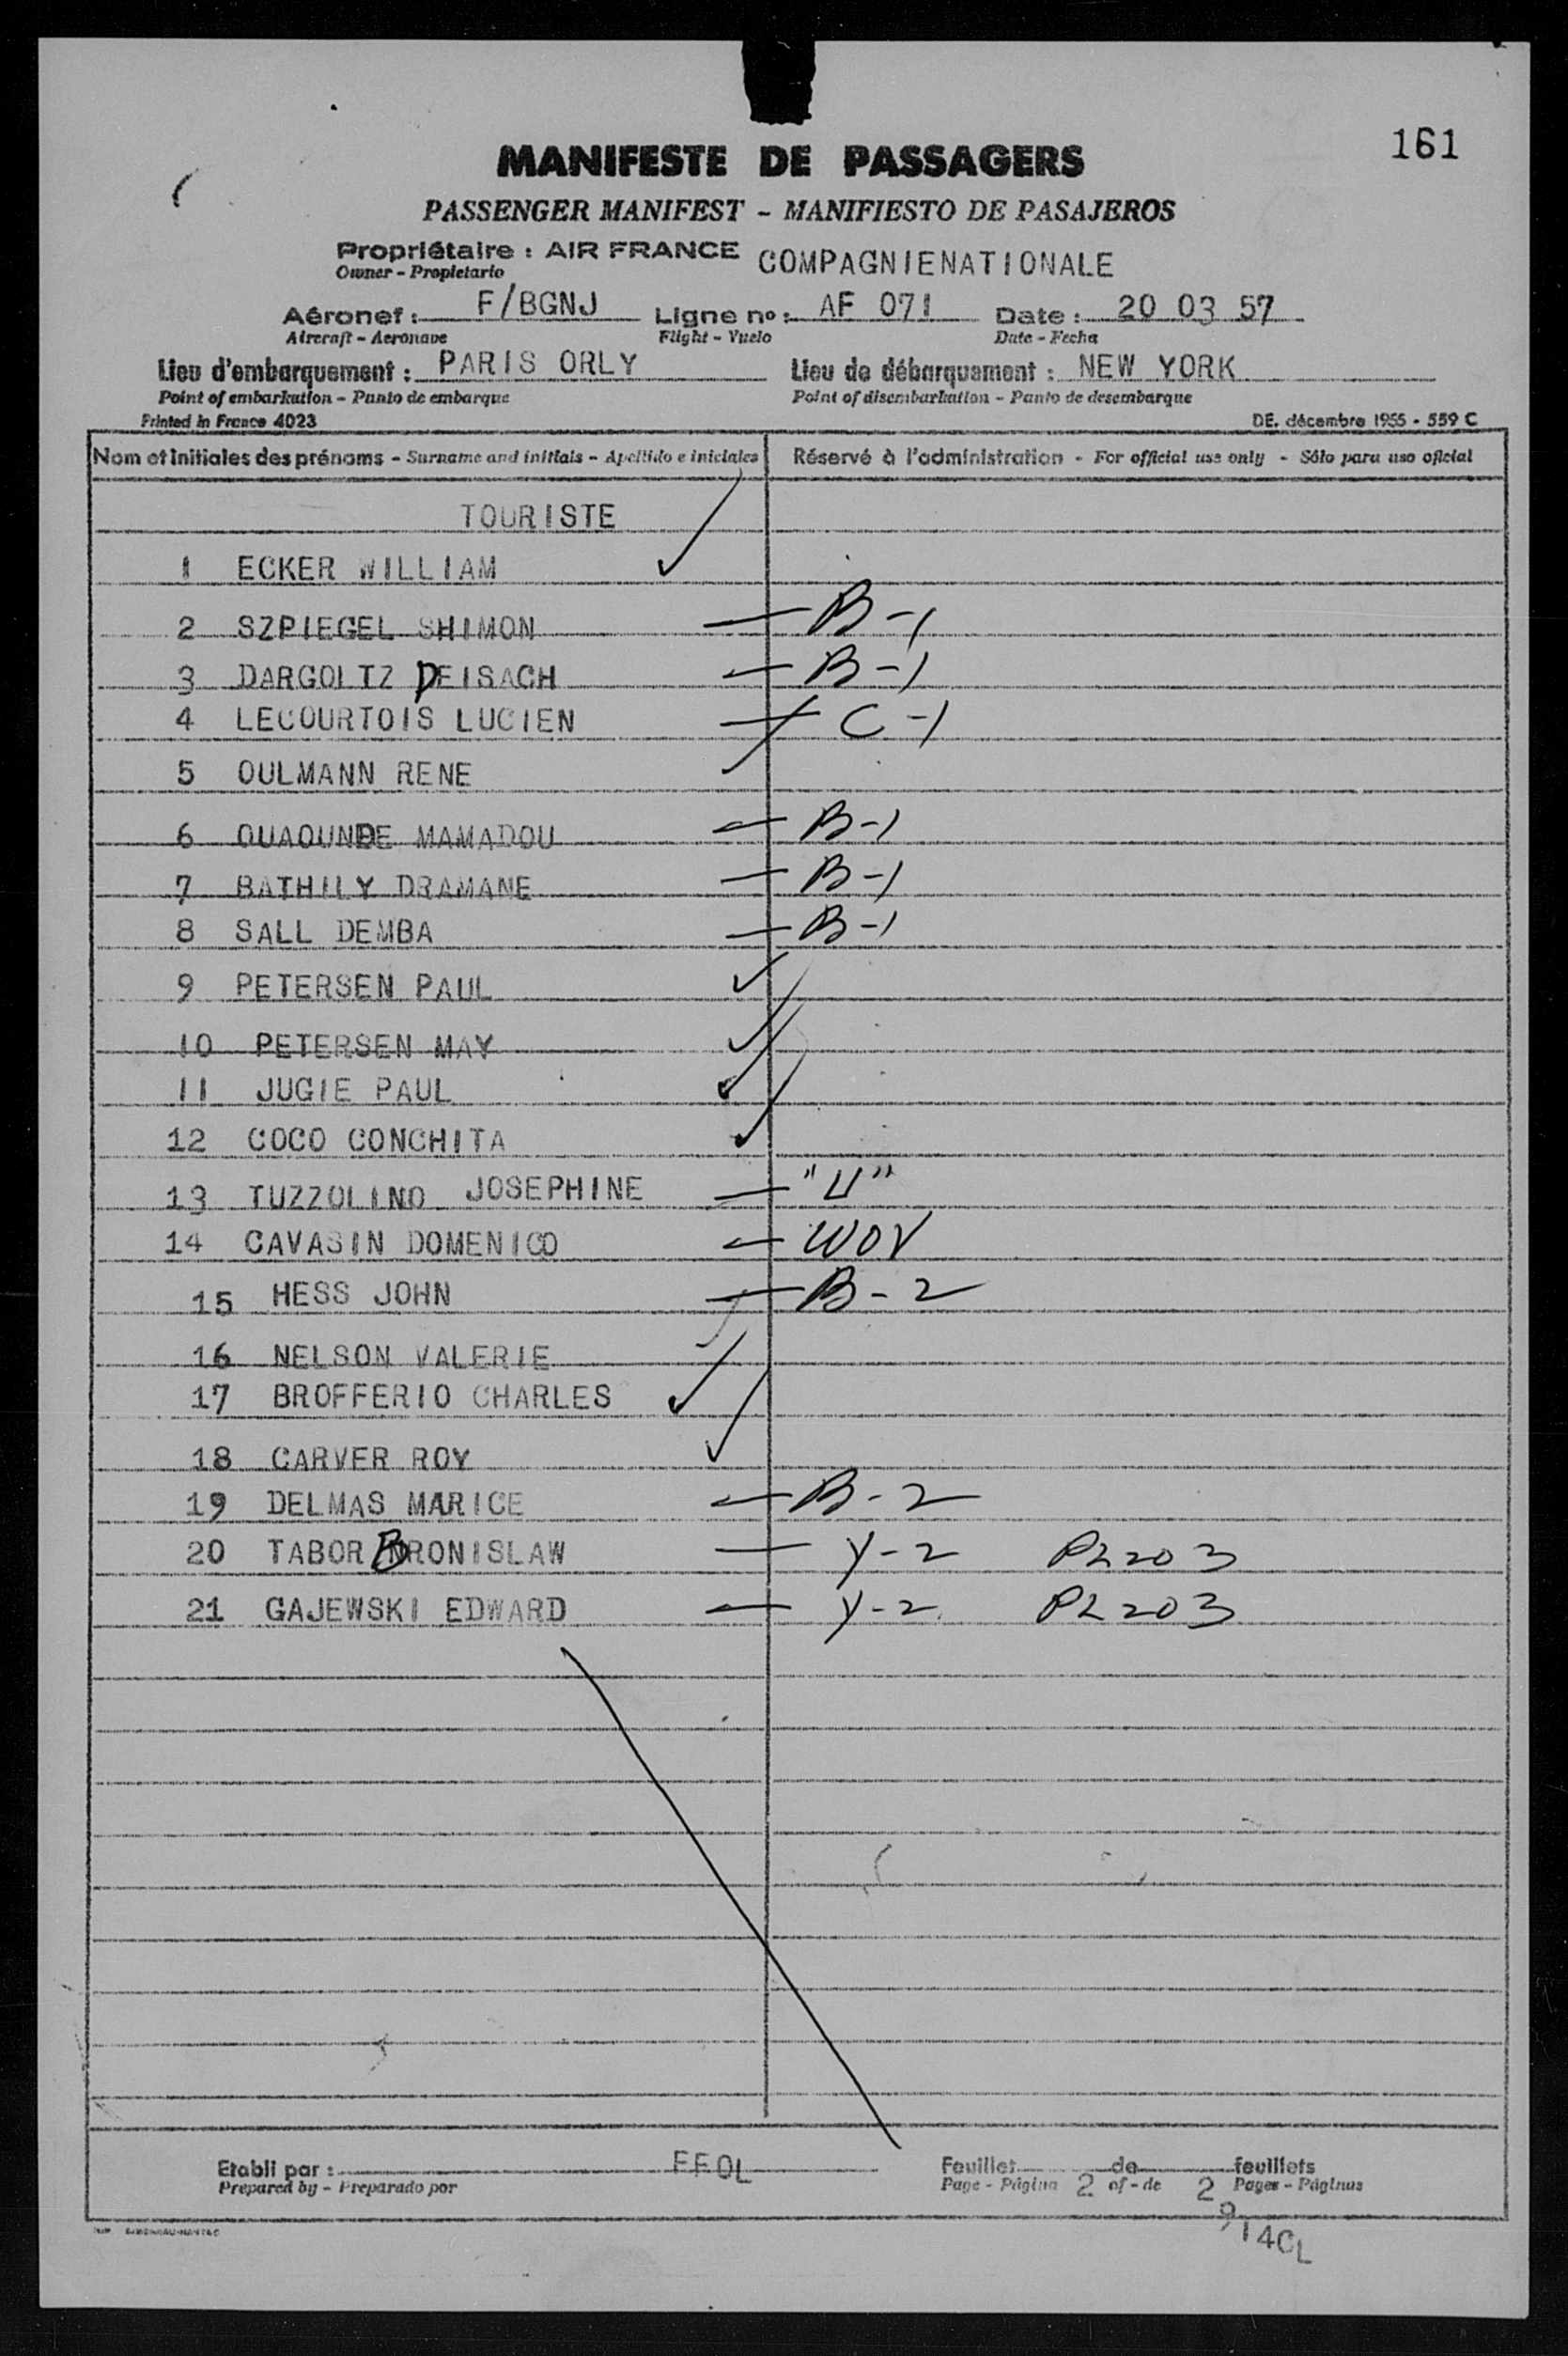 161
MANIFESTE DE PASSAGERS
PASSENGER MANIFEST - MANIFIESTO DE PASAJEROS
Propriétaire : AIR FRANCE COMPAGNIENATIONALE
Owner - Propietario
Aéronef : F/BGNJ Ligne no : AF 071 Date : 20 03 57
Aircraft - Aeronave Flight - Vuelo Date - Fecha
Lieu d'embarquement : PARIS ORLY Lieu de débarquement : NEW YORK
Point of embarkation - Punto de embarque Point of disembarkation - Punto de desembarque
Printed in France 4023 DE. décembre 1955 - 559 C
Nom et initiales des prénoms - Surname and initials - Apellido e iniciales Réservé à l'administration - For official use only - Sólo para uso oficial
TOURISTE
1 ECKER WILLIAM
2 SZPIEGEL SHIMON B-1
3 DARGOLTZ DEISACH B-1
4 LECOURTOIS LUCIEN C-1
5 OULMANN RENE
6 OUAOUNDE MAMADOU B-1
7 BATHILY DRAMANE B-1
8 SALL DEMBA B-1
9 PETERSEN PAUL
10 PETERSEN MAY
11 JUGIE PAUL
12 COCO CONCHITA
13 TUZZOLINO JOSEPHINE "U"
14 CAVASIN DOMENICO WOV
15 HESS JOHN B-2
16 NELSON VALERIE
17 BROFFERIO CHARLES
18 CARVER ROY
19 DELMAS MARICE B-2
20 TABOR BRONISLAW Y-2 PL203
21 GAJEWSKI EDWARD Y-2 PL203
Etabli par : FFOL Feuillet de feuillets
Prepared by - Preparado por Page - Página 2 of - de 2 Pages - Páginas
914CL